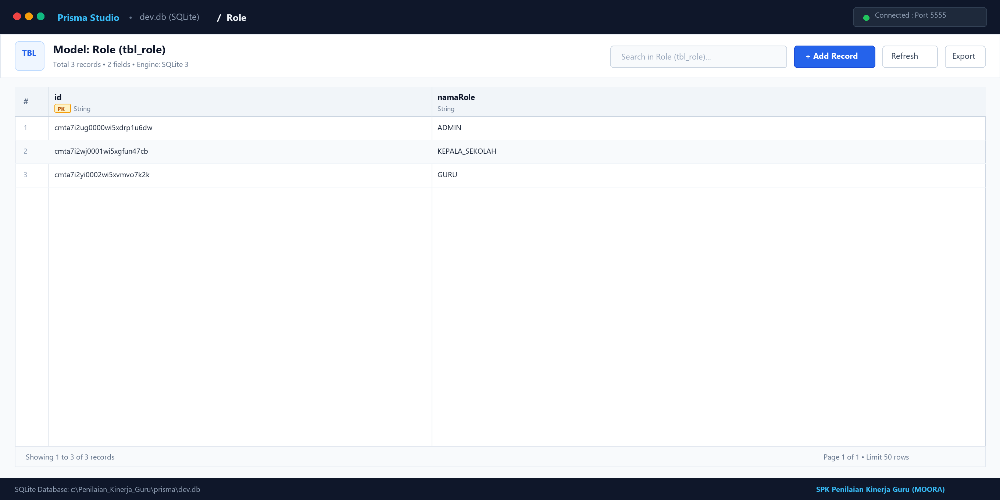 Prisma Studio • dev.db (SQLite) / Role
Connected : Port 5555
TBL
Model: Role (tbl_role)
Total 3 records • 2 fields • Engine: SQLite 3
Search in Role (tbl_role)...
+ Add Record
Refresh
Export
#
id
PK String
namaRole
String
1 cmta7i2ug0000wi5xdrp1u6dw ADMIN
2 cmta7i2wj0001wi5xgfun47cb KEPALA_SEKOLAH
3 cmta7i2yi0002wi5xvmvo7k2k GURU
Showing 1 to 3 of 3 records
Page 1 of 1 • Limit 50 rows
SQLite Database: c:\Penilaian_Kinerja_Guru\prisma\dev.db
SPK Penilaian Kinerja Guru (MOORA)